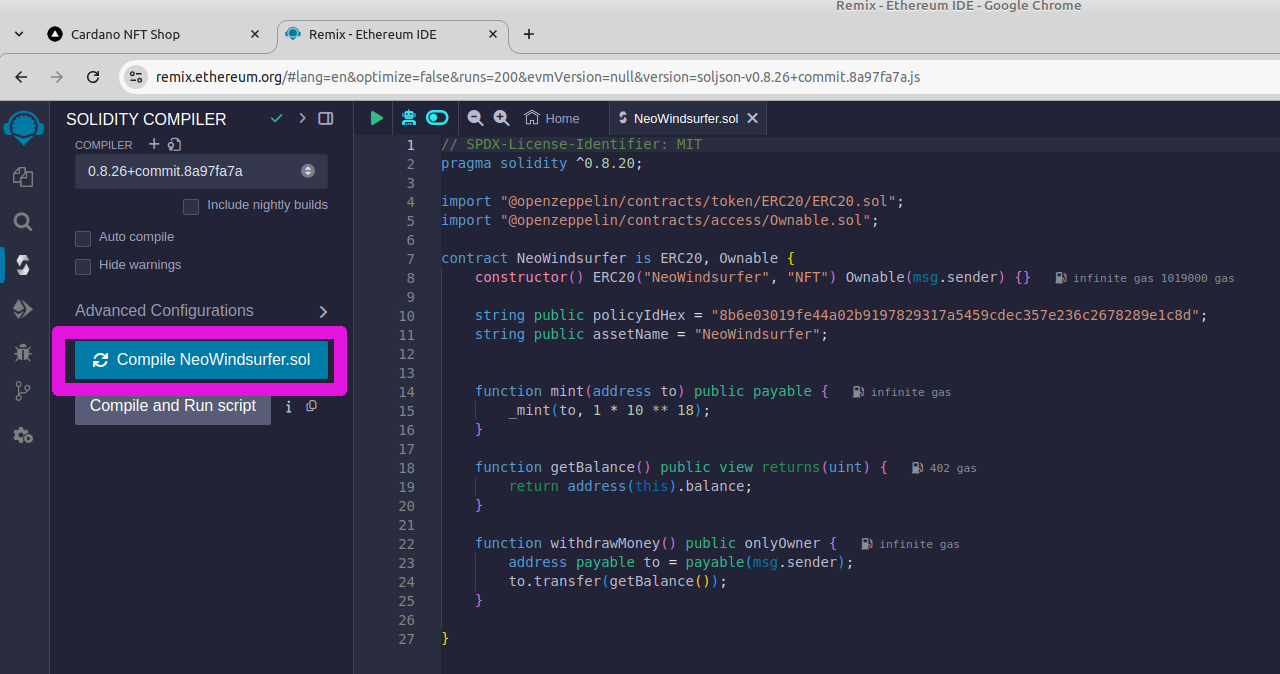 Remix - Ethereum IDE - Google Chrome
Cardano NFT Shop
Remix - Ethereum IDE
remix.ethereum.org/#lang=en&optimize=false&runs=200&evmVersion=null&version=soljson-v0.8.26+commit.8a97fa7a.js
SOLIDITY COMPILER
COMPILER
0.8.26+commit.8a97fa7a
Include nightly builds
Auto compile
Hide warnings
Advanced Configurations
Compile NeoWindsurfer.sol
Compile and Run script
i
Home
NeoWindsurfer.sol
1 // SPDX-License-Identifier: MIT
2 pragma solidity ^0.8.20;
3
4 import "@openzeppelin/contracts/token/ERC20/ERC20.sol";
5 import "@openzeppelin/contracts/access/Ownable.sol";
6
7 contract NeoWindsurfer is ERC20, Ownable {
8 constructor() ERC20("NeoWindsurfer", "NFT") Ownable(msg.sender) {} infinite gas 1019000 gas
9
10 string public policyIdHex = "8b6e03019fe44a02b9197829317a5459cdec357e236c2678289e1c8d";
11 string public assetName = "NeoWindsurfer";
12
13
14 function mint(address to) public payable { infinite gas
15 _mint(to, 1 * 10 ** 18);
16 }
17
18 function getBalance() public view returns(uint) { 402 gas
19 return address(this).balance;
20 }
21
22 function withdrawMoney() public onlyOwner { infinite gas
23 address payable to = payable(msg.sender);
24 to.transfer(getBalance());
25 }
26
27 }